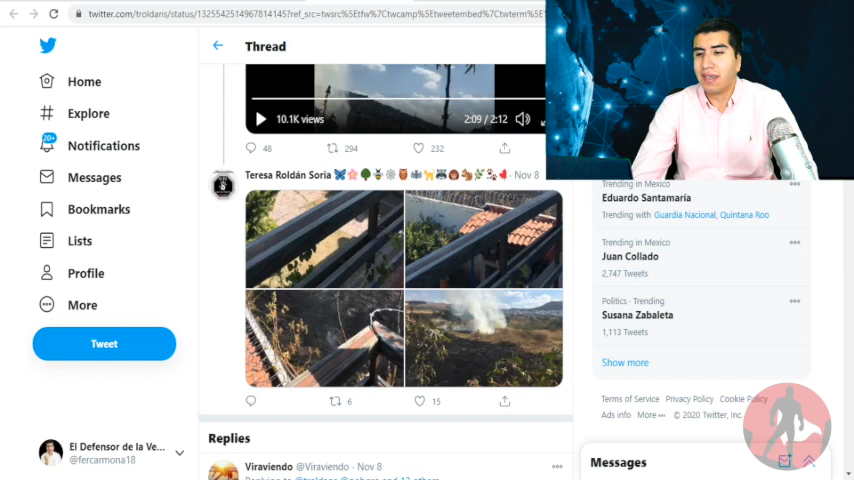 twitter.com/troldans/status/1325542514967814145?ref_src=twsrc%5Etfw%7Ctwcamp%5Etweetembed%7Ctwterm%5E1
Thread
Home
Explore
20+
Notifications
Messages
Bookmarks
Lists
Profile
More
Tweet
El Defensor de la Ve...
@fercarmona18
10.1K views
2:09 / 2:12
48
294
232
Teresa Roldán Soria
· Nov 8
6
15
Replies
Viraviendo @Viraviendo · Nov 8
Trending in Mexico
Eduardo Santamaría
Trending with Guardia Nacional, Quintana Roo
Trending in Mexico
Juan Collado
2,747 Tweets
Politics · Trending
Susana Zabaleta
1,113 Tweets
Show more
Terms of Service Privacy Policy Cookie Policy
Ads info More © 2020 Twitter, Inc.
Messages